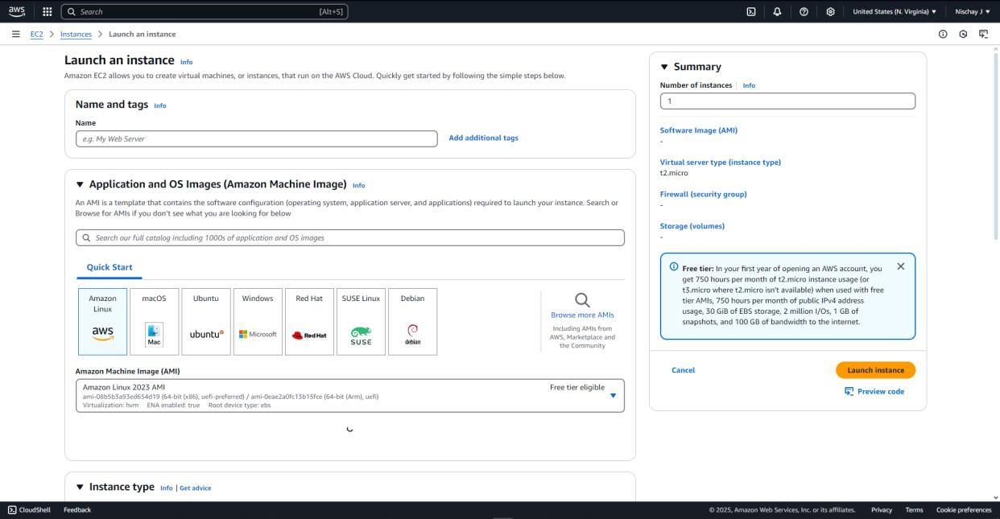 aws
Search
[Alt+S]
United States (N. Virginia) ▼
Nischay J ▼
EC2 > Instances > Launch an instance
Launch an instance Info
Amazon EC2 allows you to create virtual machines, or instances, that run on the AWS Cloud. Quickly get started by following the simple steps below.
Name and tags Info
Name
e.g. My Web Server
Add additional tags
▼ Application and OS Images (Amazon Machine Image) Info
An AMI is a template that contains the software configuration (operating system, application server, and applications) required to launch your instance. Search or
Browse for AMIs if you don't see what you are looking for below
Search our full catalog including 1000s of application and OS images
Quick Start
Amazon
Linux
aws
macOS
Mac
Ubuntu
ubuntu
Windows
Microsoft
Red Hat
Red Hat
SUSE Linux
SUSE
Debian
debian
Browse more AMIs
Including AMIs from
AWS, Marketplace and
the Community
Amazon Machine Image (AMI)
Amazon Linux 2023 AMI
Free tier eligible
ami-08b5b3a93ed654d19 (64-bit (x86), uefi-preferred) / ami-0eae2a0fc13b15fce (64-bit (Arm), uefi)
Virtualization: hvm ENA enabled: true Root device type: ebs
▼ Instance type Info | Get advice
▼ Summary
Number of instances | Info
1
Software Image (AMI)
-
Virtual server type (instance type)
t2.micro
Firewall (security group)
-
Storage (volumes)
-
Free tier: In your first year of opening an AWS account, you
get 750 hours per month of t2.micro instance usage (or
t3.micro where t2.micro isn't available) when used with free
tier AMIs, 750 hours per month of public IPv4 address
usage, 30 GiB of EBS storage, 2 million I/Os, 1 GB of
snapshots, and 100 GB of bandwidth to the internet.
Cancel
Launch instance
Preview code
CloudShell
Feedback
© 2025, Amazon Web Services, Inc. or its affiliates.
Privacy
Terms
Cookie preferences